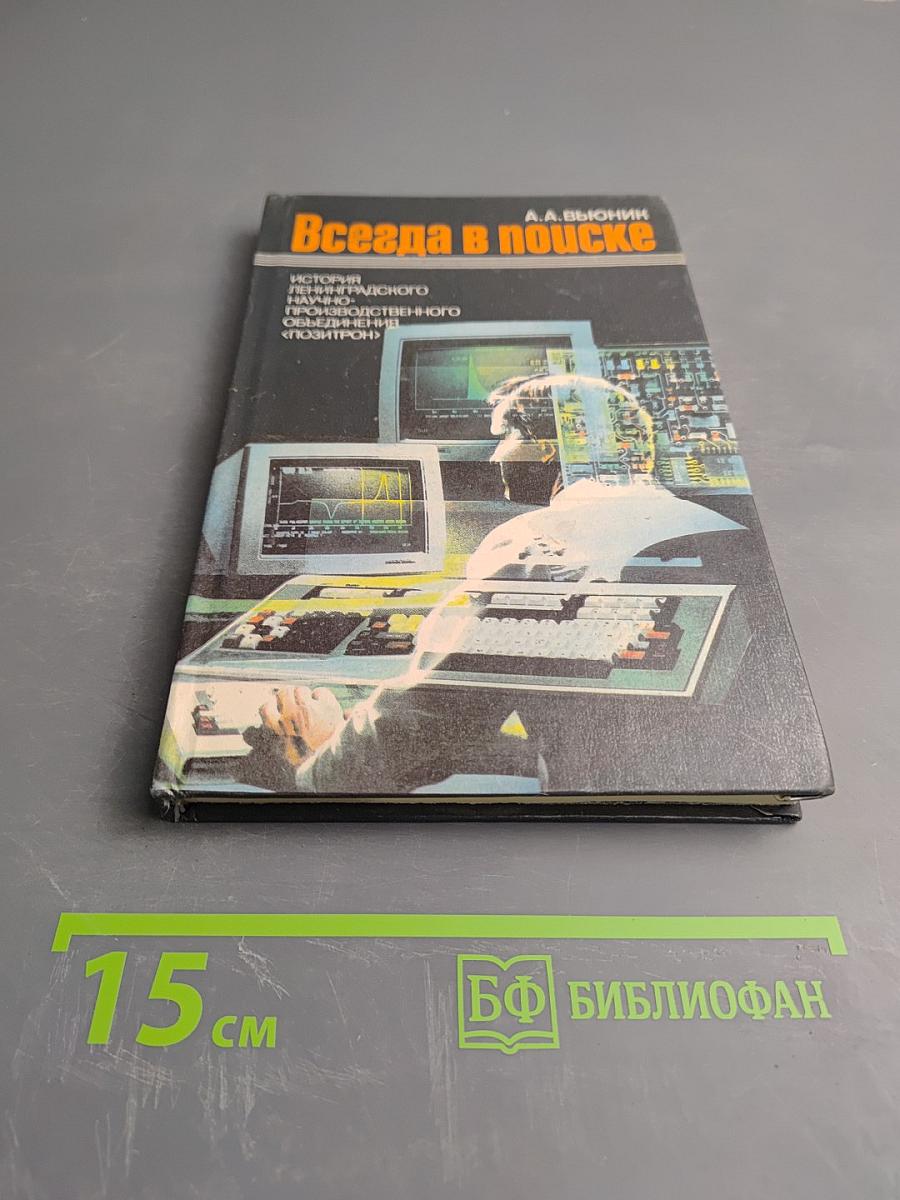 А.А.ВЬЮНИК
Всегда в поиске
ИСТОРИЯ
ЛЕНИНГРАДСКОГО
НАУЧНО-
ПРОИЗВОДСТВЕННОГО
ОБЪЕДИНЕНИЯ
«ПОЗИТРОН»
15 см
БФ БИБЛИОФАН